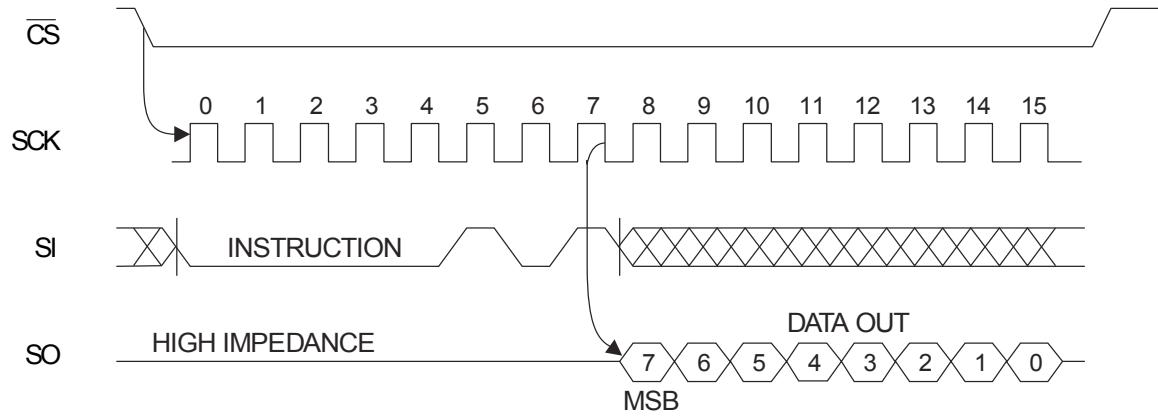 CS
0 1 2 3 4 5 6 7 8 9 10 11 12 13 14 15
SCK
SI INSTRUCTION
DATA OUT
HIGH IMPEDANCE
SO 7 6 5 4 3 2 1 0
MSB